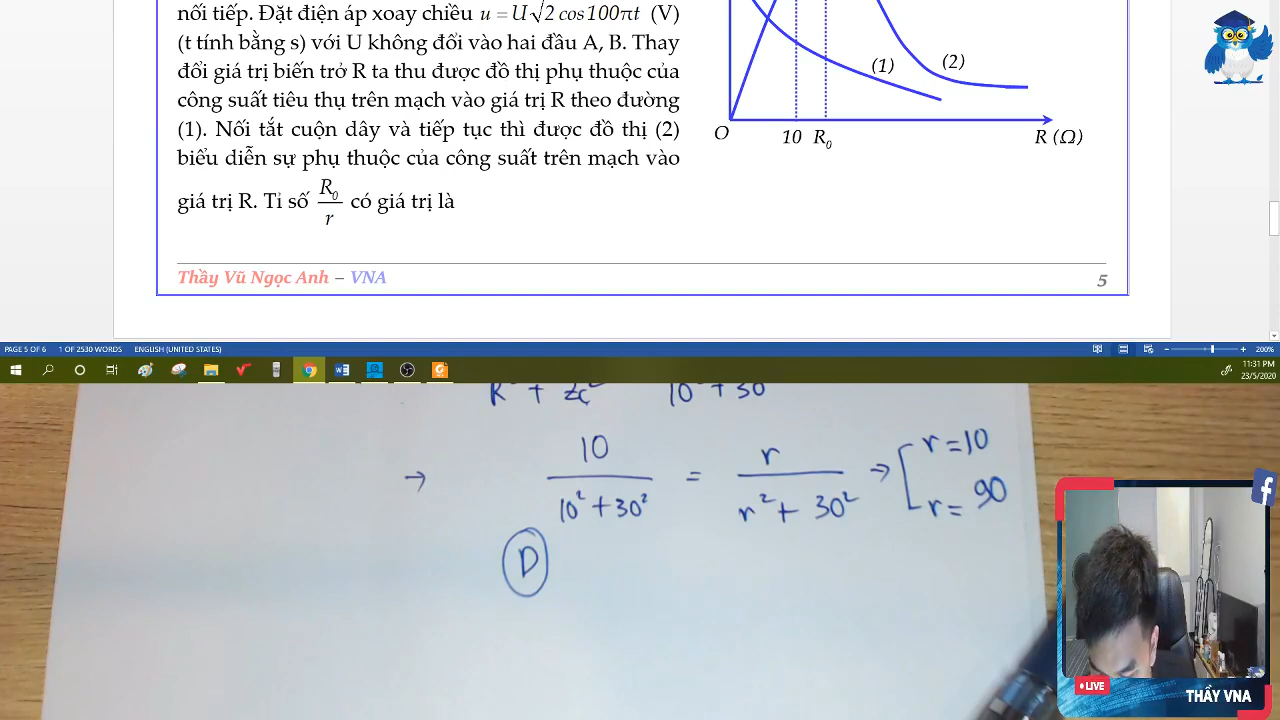 nối tiếp. Đặt điện áp xoay chiều u = U√2 cos100πt (V)
(t tính bằng s) với U không đổi vào hai đầu A, B. Thay
đổi giá trị biến trở R ta thu được đồ thị phụ thuộc của
công suất tiêu thụ trên mạch vào giá trị R theo đường
(1). Nối tắt cuộn dây và tiếp tục thì được đồ thị (2)
biểu diễn sự phụ thuộc của công suất trên mạch vào
giá trị R. Tỉ số R₀/r có giá trị là
(1)
(2)
O 10 R₀ R (Ω)
Thầy Vũ Ngọc Anh – VNA
5
PAGE 5 OF 6 1 OF 2530 WORDS ENGLISH (UNITED STATES)
200%
11:31 PM
23/5/2020
→ 10/(10² + 30²) = r/(r² + 30²) → [ r = 10
r = 90
D
LIVE
THẦY VNA